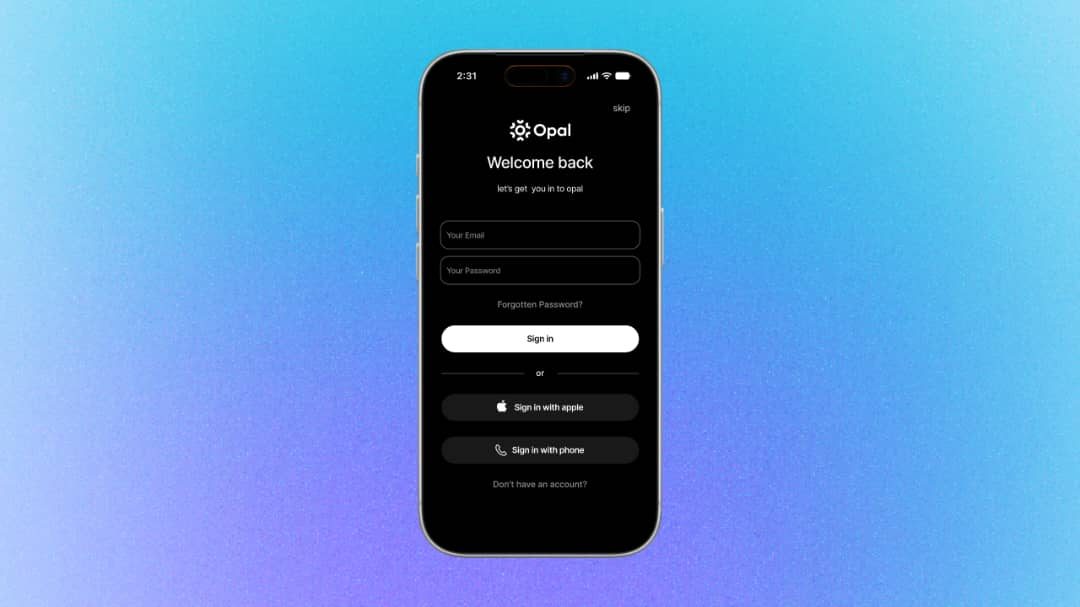 2:31
skip
Opal
Welcome back
let's get  you in to opal
Your Email
Your Password
Forgotten Password?
Sign in
or
Sign in with apple
Sign in with phone
Don't have an account?